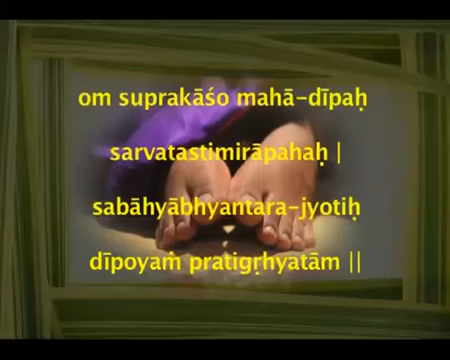 om suprakāśo mahā-dīpaḥ
sarvatastimirāpahaḥ |
sabāhyābhyantara-jyotiḥ
dīpoyaṁ pratigṛhyatām ||